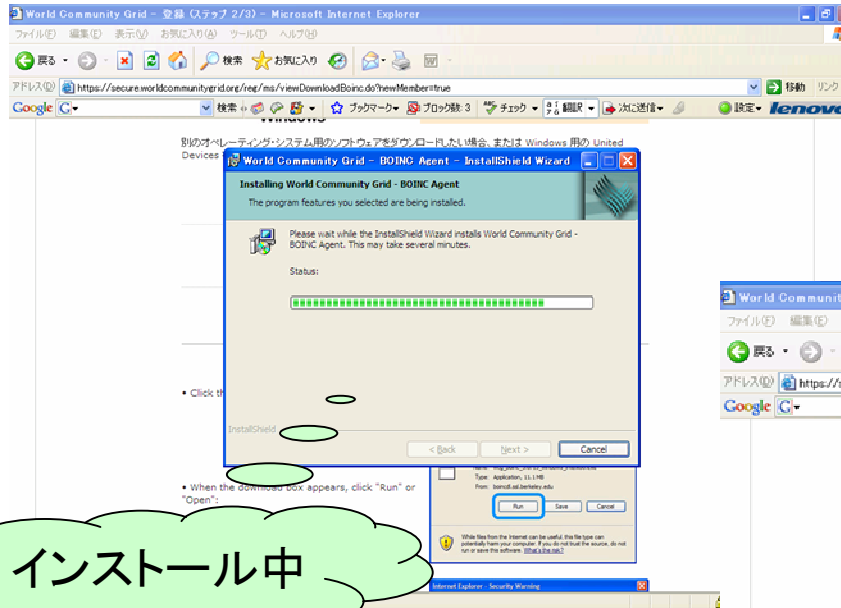 World Community Grid - 登録 (ステップ 2/3) - Microsoft Internet Explorer
ファイル(F) 編集(E) 表示(V) お気に入り(A) ツール(T) ヘルプ(H)
戻る 検索 お気に入り
アドレス(D) https://secure.worldcommunitygrid.org/reg/ms/viewDownloadBoinc.do?newMember=true 移動 リンク
Google 検索 ブックマーク ブロック数: 3 チェック 翻訳 次に送信 設定 lenovo
Windows
別のオペレーティング・システム用のソフトウェアをダウンロードしたい場合、または Windows 用の United
Devices
World Community Grid - BOINC Agent - InstallShield Wizard
Installing World Community Grid - BOINC Agent
The program features you selected are being installed.
Please wait while the InstallShield Wizard installs World Community Grid -
BOINC Agent. This may take several minutes.
Status:
• Click th
InstallShield
< Back Next > Cancel
World Communit
ファイル(F) 編集(E)
戻る
アドレス(D) https://s
Google
Type: Application, 11.1 MB
From: boincdl.ssl.berkeley.edu
• When the download box appears, click "Run" or
"Open":
Run Save Cancel
While files from the Internet can be useful, this file type can
potentially harm your computer. If you do not trust the source, do not
run or save this software. What's the risk?
Internet Explorer - Security Warning
インストール中